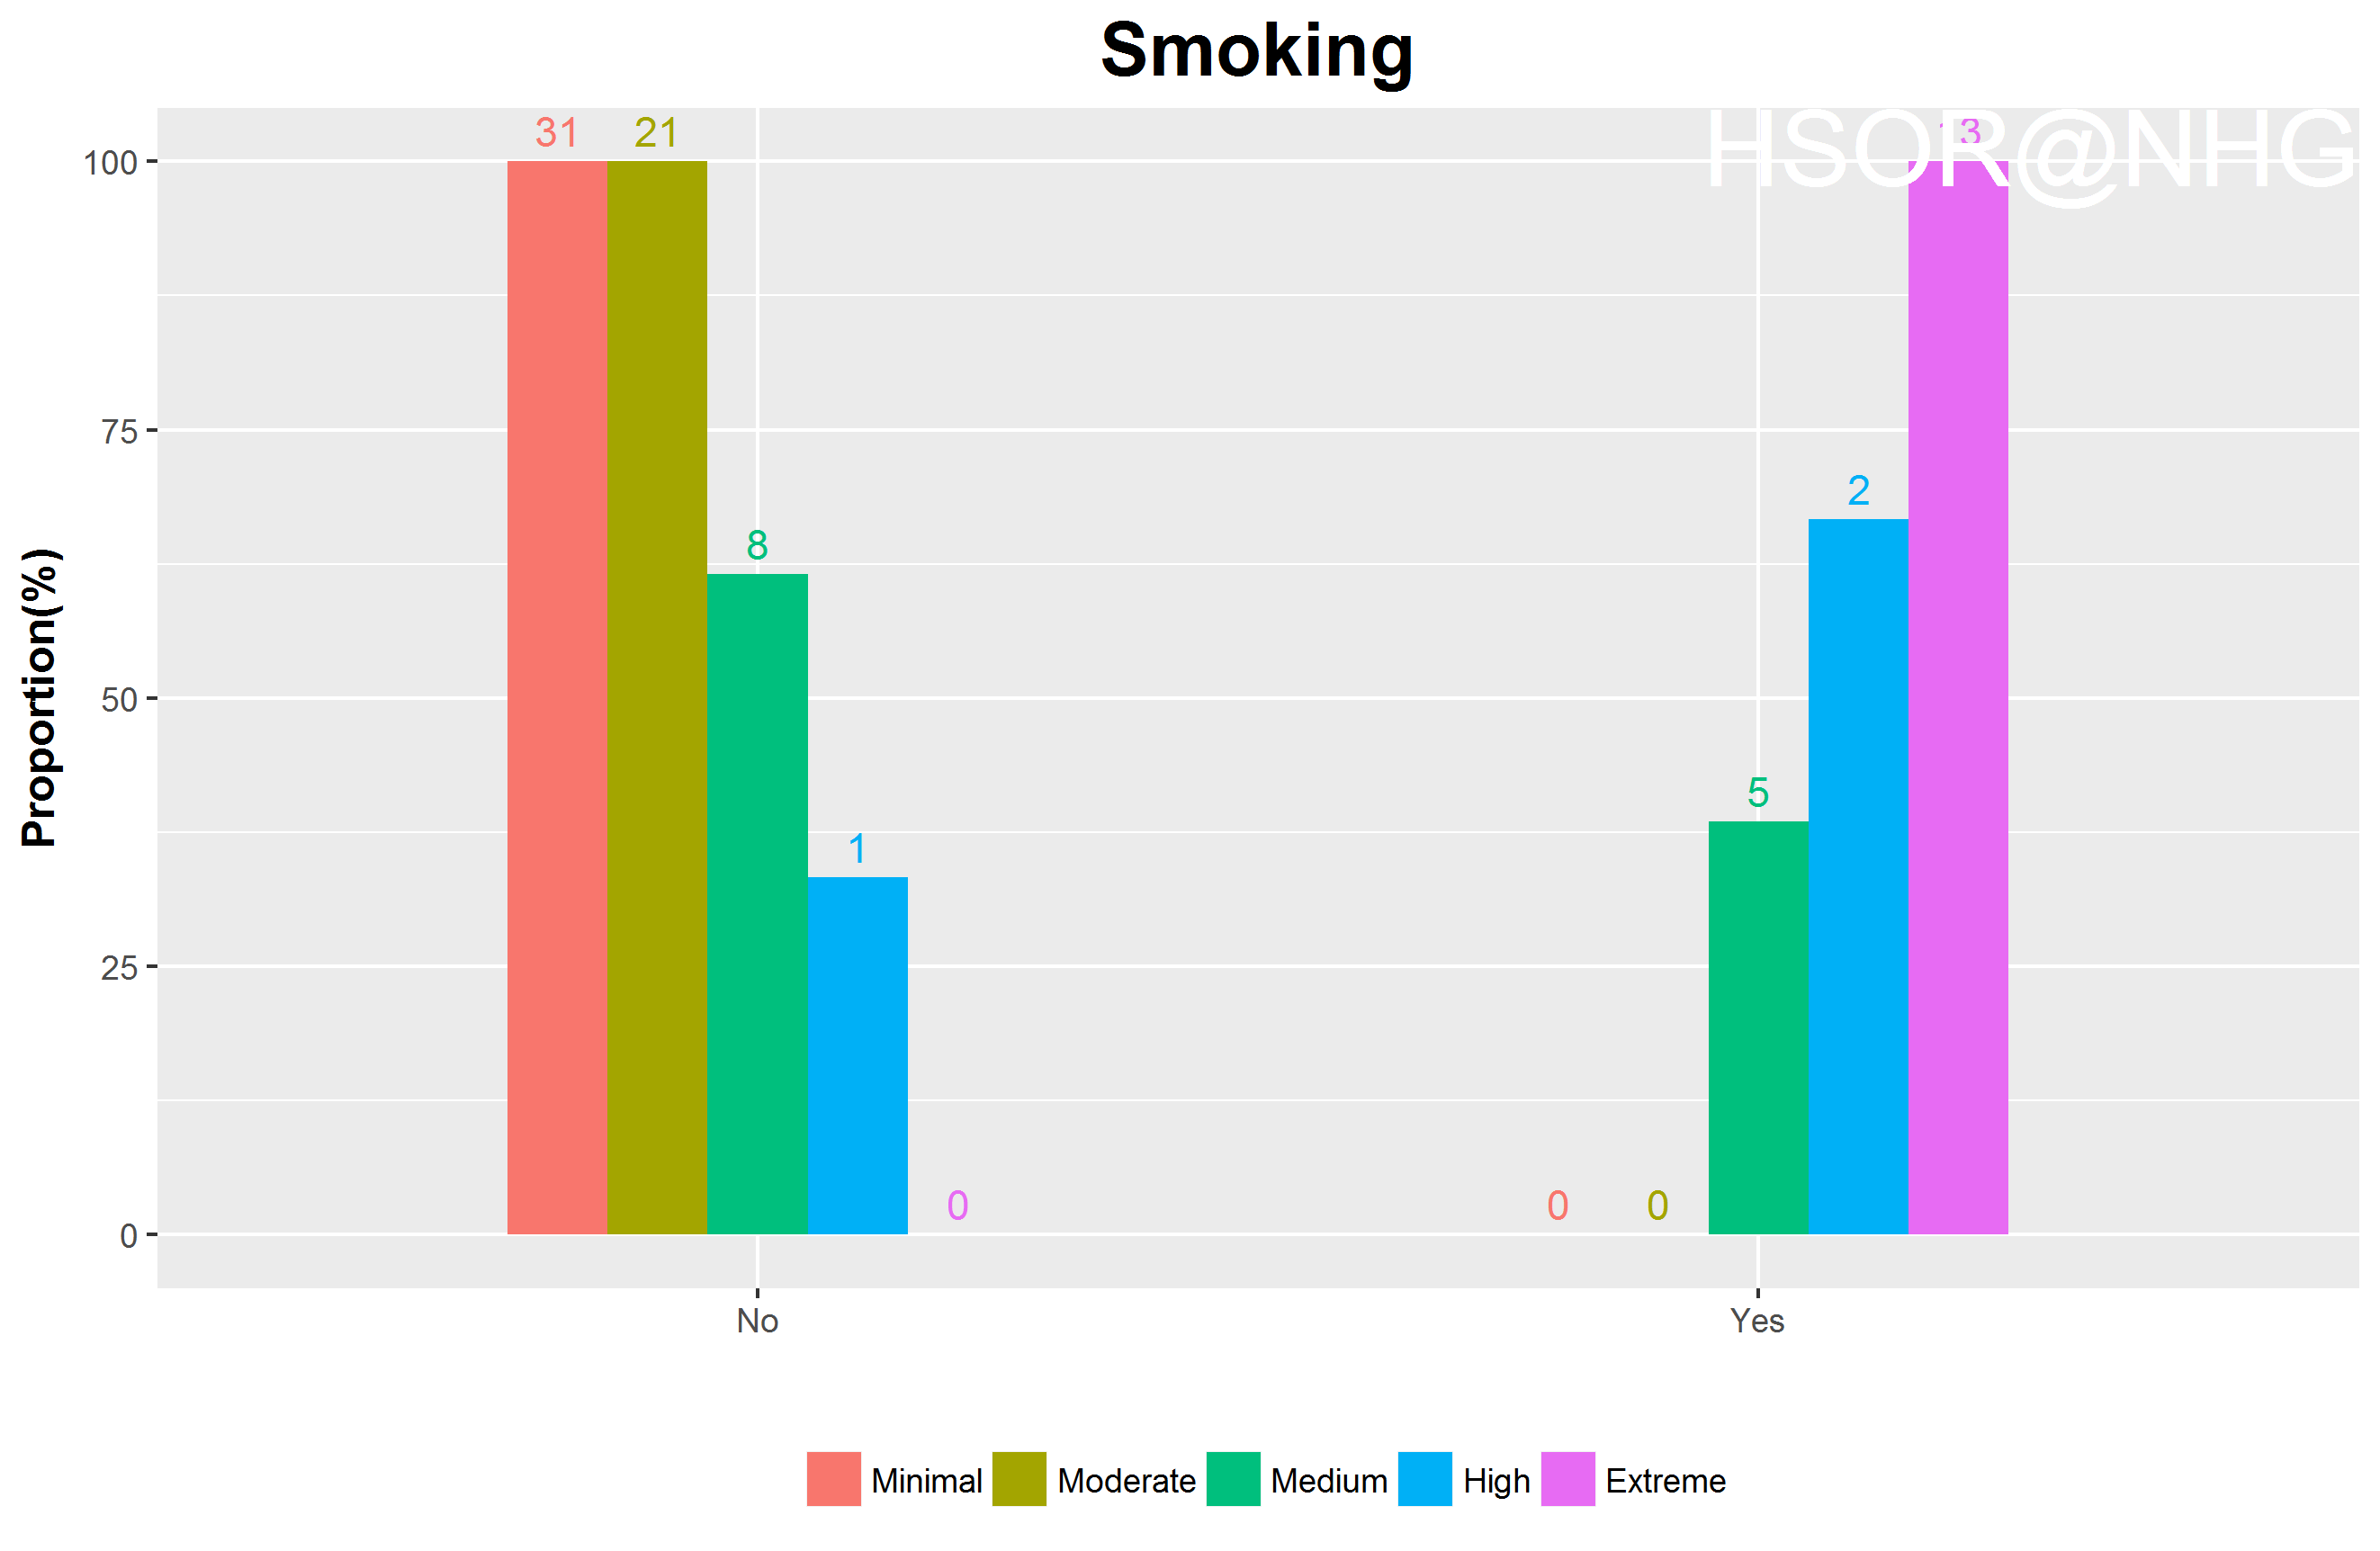 Smoking
HSOR@NHG
31
21
13
100
2
75
8
5
1
50
25
0
0
0
0
Proportion(%)
No
Yes
Minimal
Moderate
Medium
High
Extreme